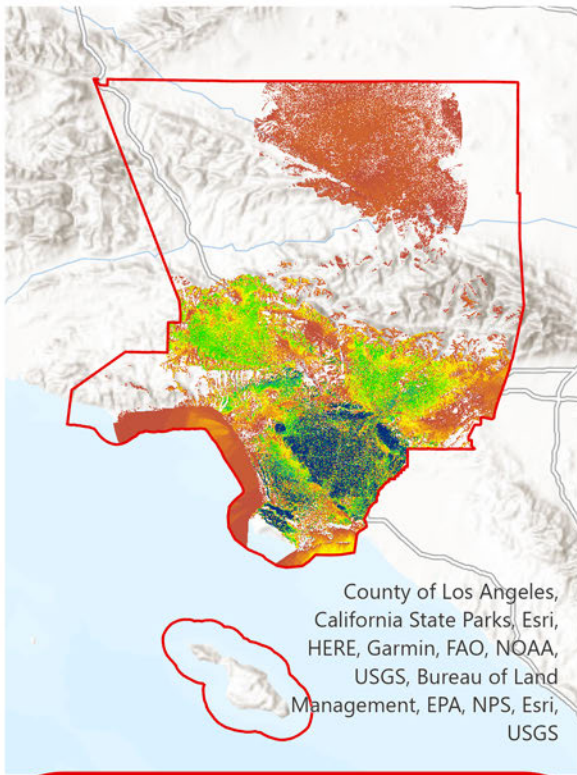 County of Los Angeles,
California State Parks, Esri,
HERE, Garmin, FAO, NOAA,
USGS, Bureau of Land
Management, EPA, NPS, Esri,
USGS